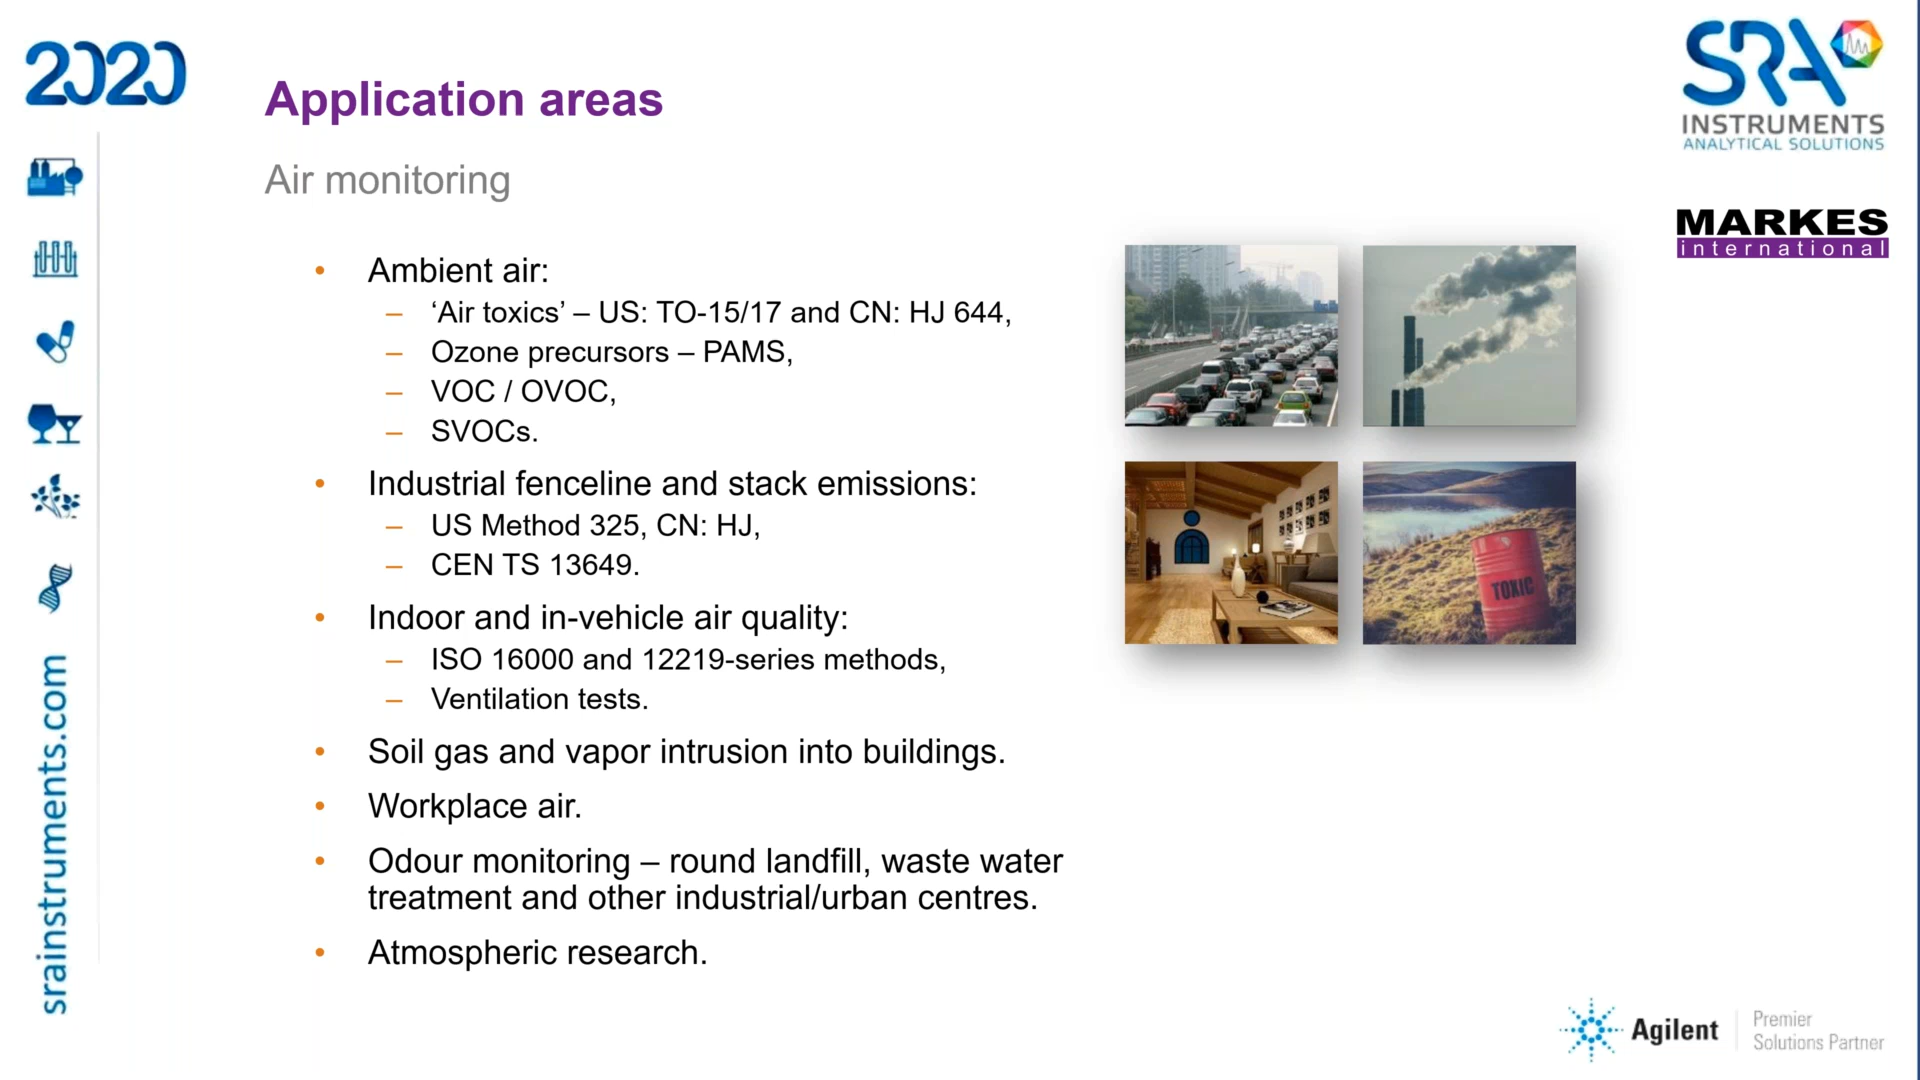 2020
Application areas
Air monitoring
• Ambient air:
– ‘Air toxics’ – US: TO-15/17 and CN: HJ 644,
– Ozone precursors – PAMS,
– VOC / OVOC,
– SVOCs.
• Industrial fenceline and stack emissions:
– US Method 325, CN: HJ,
– CEN TS 13649.
• Indoor and in-vehicle air quality:
– ISO 16000 and 12219-series methods,
– Ventilation tests.
• Soil gas and vapor intrusion into buildings.
• Workplace air.
• Odour monitoring – round landfill, waste water
treatment and other industrial/urban centres.
• Atmospheric research.
srainstruments.com
TOXIC
SRA
INSTRUMENTS
ANALYTICAL SOLUTIONS
MARKES
international
Agilent
Premier
Solutions Partner